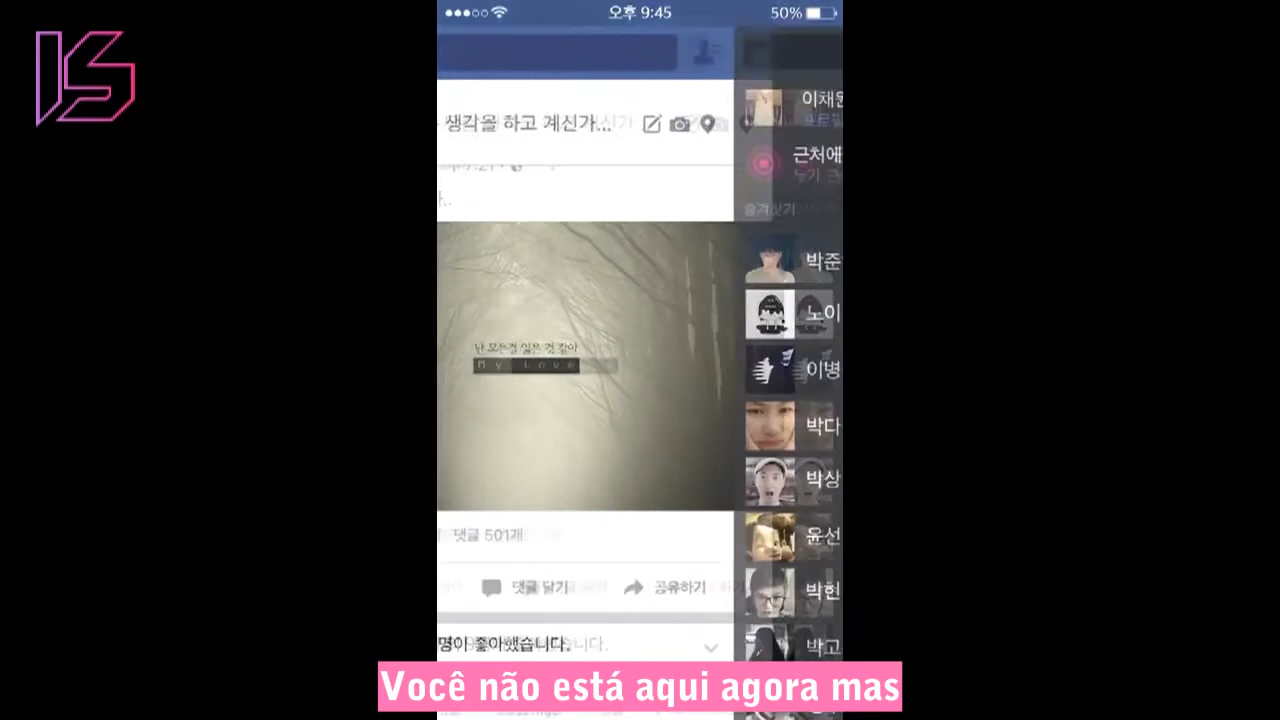 오후 9:45
50%
생각을 하고 계신가...
이채원
근처에
난 모든걸 잃은 것 같아
My Love
박준
노이
이병
박다
박상
댓글 501개
윤선
댓글 달기
공유하기
박현
명이 좋아했습니다.
박고
Você não está aqui agora mas